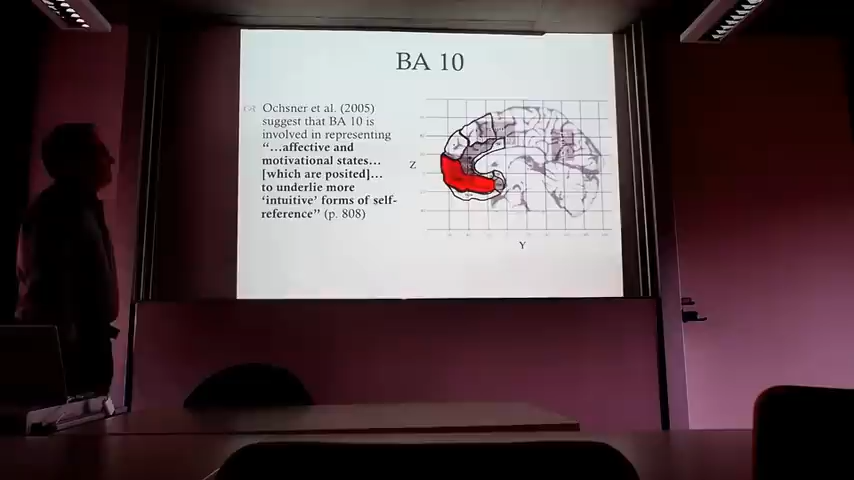 BA 10
Ochsner et al. (2005)
suggest that BA 10 is
involved in representing
“...affective and
motivational states...
[which are posited]...
to underlie more
‘intuitive’ forms of self-
reference” (p. 808)
Z
Y